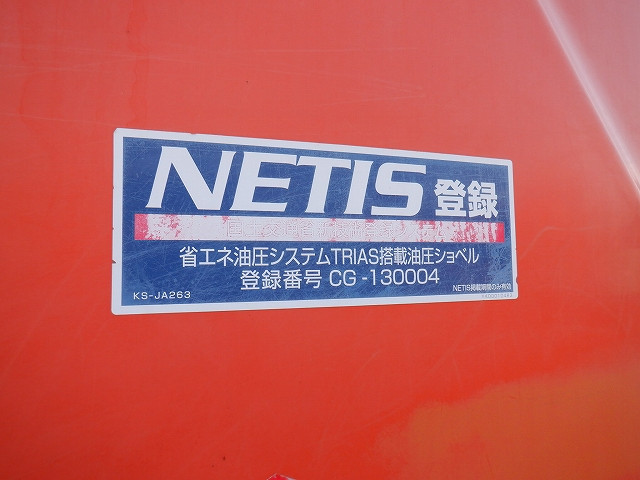 NETIS 登録
省エネ油圧システムTRIAS搭載油圧ショベル
登録番号 CG-130004
KS-JA263
NETIS掲載期間のみ有効